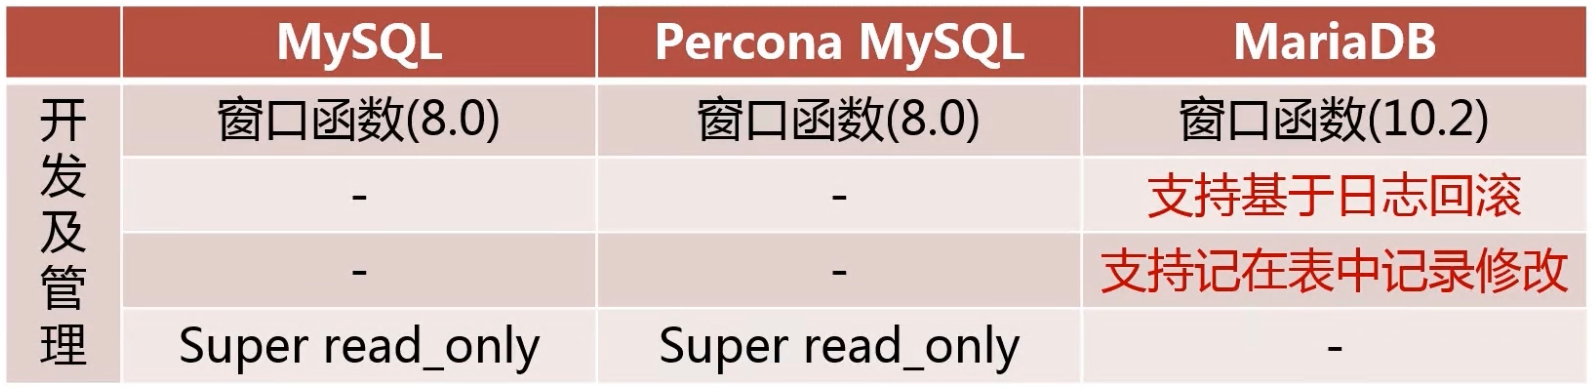 MySQL Percona MySQL MariaDB
开发及管理
窗口函数(8.0) 窗口函数(8.0) 窗口函数(10.2)
- - 支持基于日志回滚
- - 支持记在表中记录修改
Super read_only Super read_only -